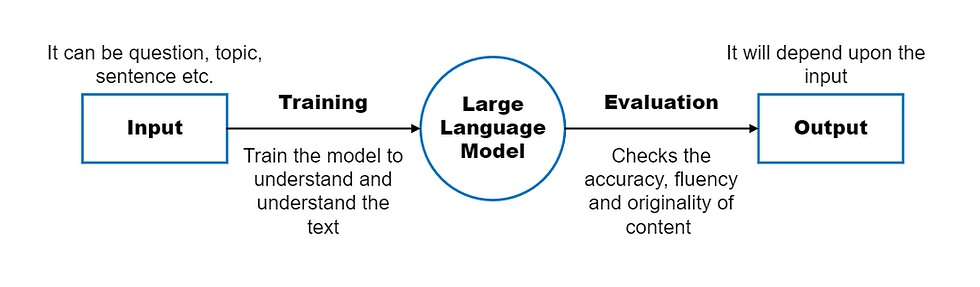 It can be question, topic,
sentence etc.
Input
Training
Train the model to
understand and
understand the
text
Large
Language
Model
Evaluation
Checks the
accuracy, fluency
and originality of
content
It will depend upon the
input
Output